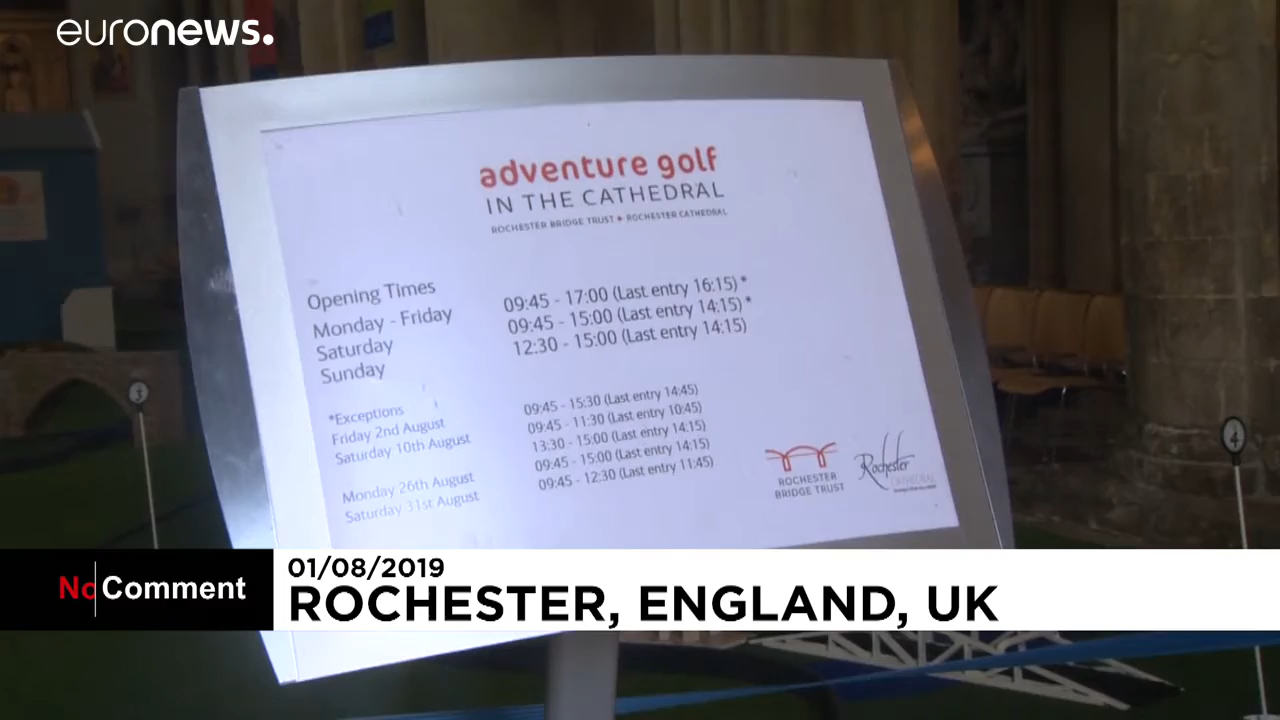 euronews.
adventure golf
IN THE CATHEDRAL
ROCHESTER BRIDGE TRUST ROCHESTER CATHEDRAL
Opening Times
Monday - Friday 09:45 - 17:00 (Last entry 16:15)*
Saturday 09:45 - 15:00 (Last entry 14:15)*
Sunday 12:30 - 15:00 (Last entry 14:15)
*Exceptions
Friday 2nd August 09:45 - 15:30 (Last entry 14:45)
Saturday 10th August 09:45 - 11:30 (Last entry 10:45)
13:30 - 15:00 (Last entry 14:15)
Monday 26th August 09:45 - 15:00 (Last entry 14:15)
Saturday 31st August 09:45 - 12:30 (Last entry 11:45)
ROCHESTER
BRIDGE TRUST
Rochester
CATHEDRAL
3
4
No Comment
01/08/2019
ROCHESTER, ENGLAND, UK